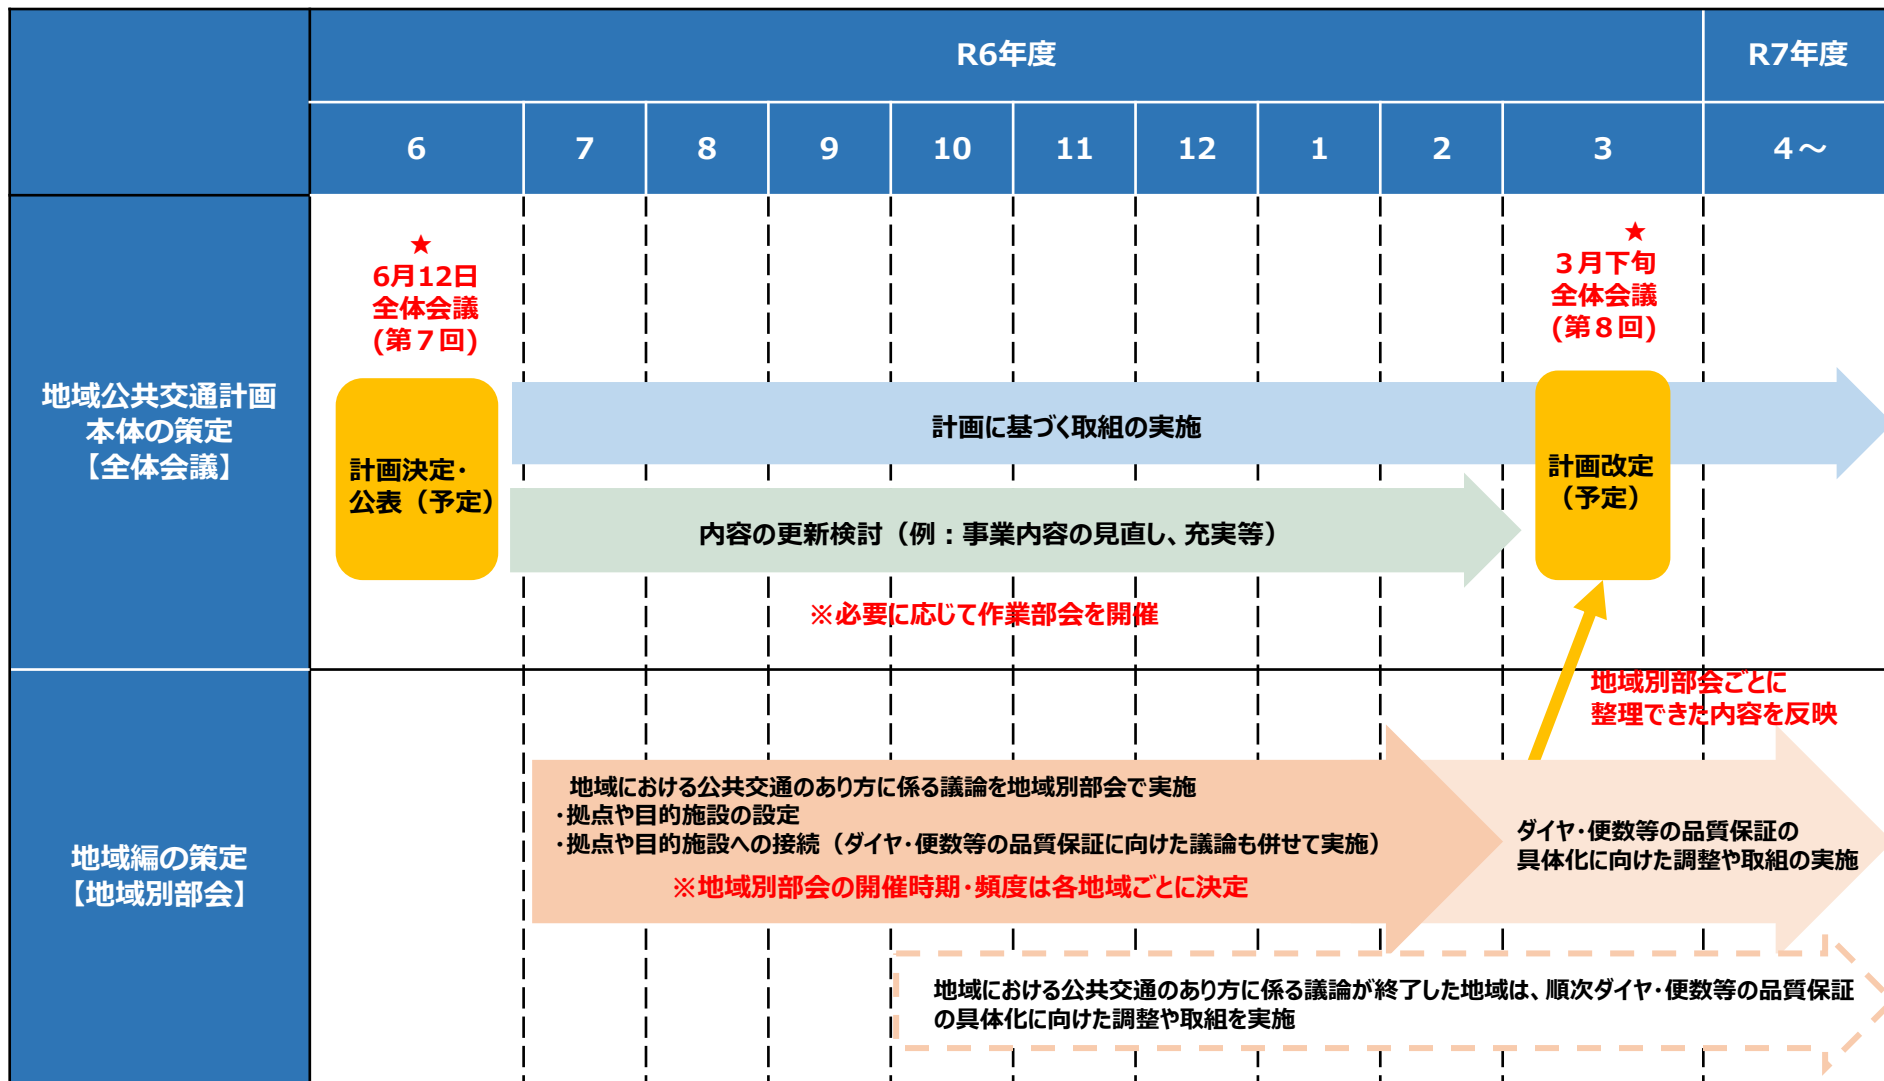 R6年度
R7年度
6
7
8
9
10
11
12
1
2
3
4～
地域公共交通計画
本体の策定
【全体会議】
★
6月12日
全体会議
(第７回)
★
３月下旬
全体会議
(第８回)
計画決定・
公表（予定）
計画に基づく取組の実施
内容の更新検討（例：事業内容の見直し、充実等）
計画改定
（予定）
※必要に応じて作業部会を開催
地域編の策定
【地域別部会】
地域別部会ごとに
整理できた内容を反映
地域における公共交通のあり方に係る議論を地域別部会で実施
・拠点や目的施設の設定
・拠点や目的施設への接続（ダイヤ・便数等の品質保証に向けた議論も併せて実施）
※地域別部会の開催時期・頻度は各地域ごとに決定
ダイヤ・便数等の品質保証の
具体化に向けた調整や取組の実施
地域における公共交通のあり方に係る議論が終了した地域は、順次ダイヤ・便数等の品質保証
の具体化に向けた調整や取組を実施